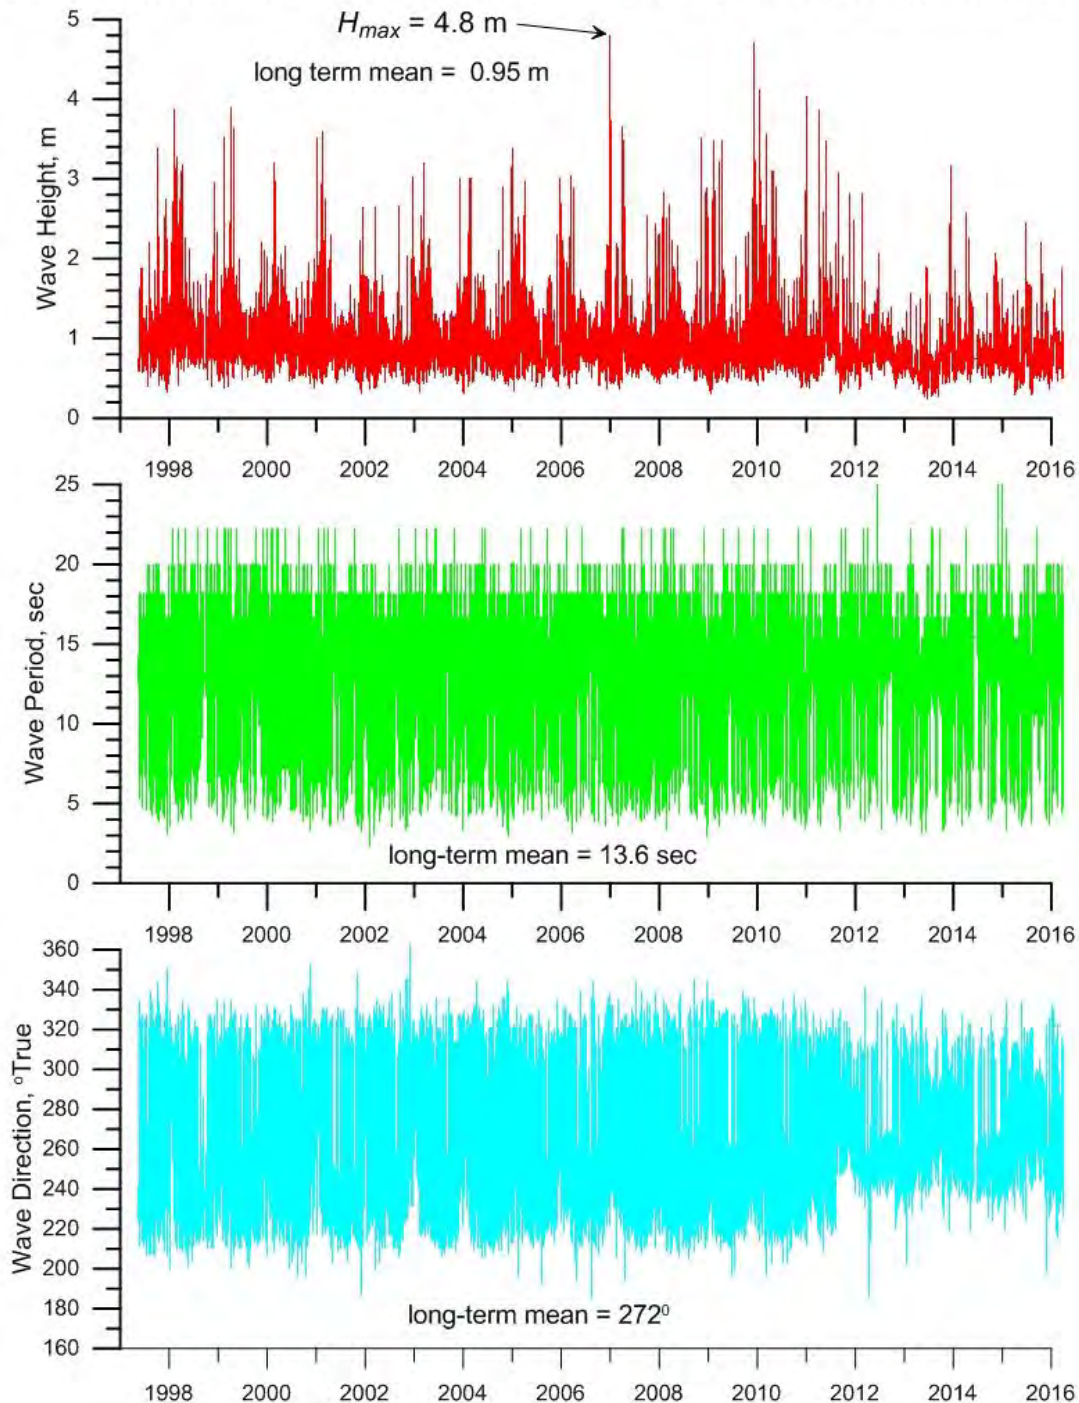 H_max = 4.8 m
long term mean = 0.95 m
Wave Height, m
5
4
3
2
1
0
1998 2000 2002 2004 2006 2008 2010 2012 2014 2016
Wave Period, sec
25
20
15
10
5
0
long-term mean = 13.6 sec
1998 2000 2002 2004 2006 2008 2010 2012 2014 2016
Wave Direction, ᵒTrue
360
340
320
300
280
260
240
220
200
180
160
long-term mean = 272⁰
1998 2000 2002 2004 2006 2008 2010 2012 2014 2016